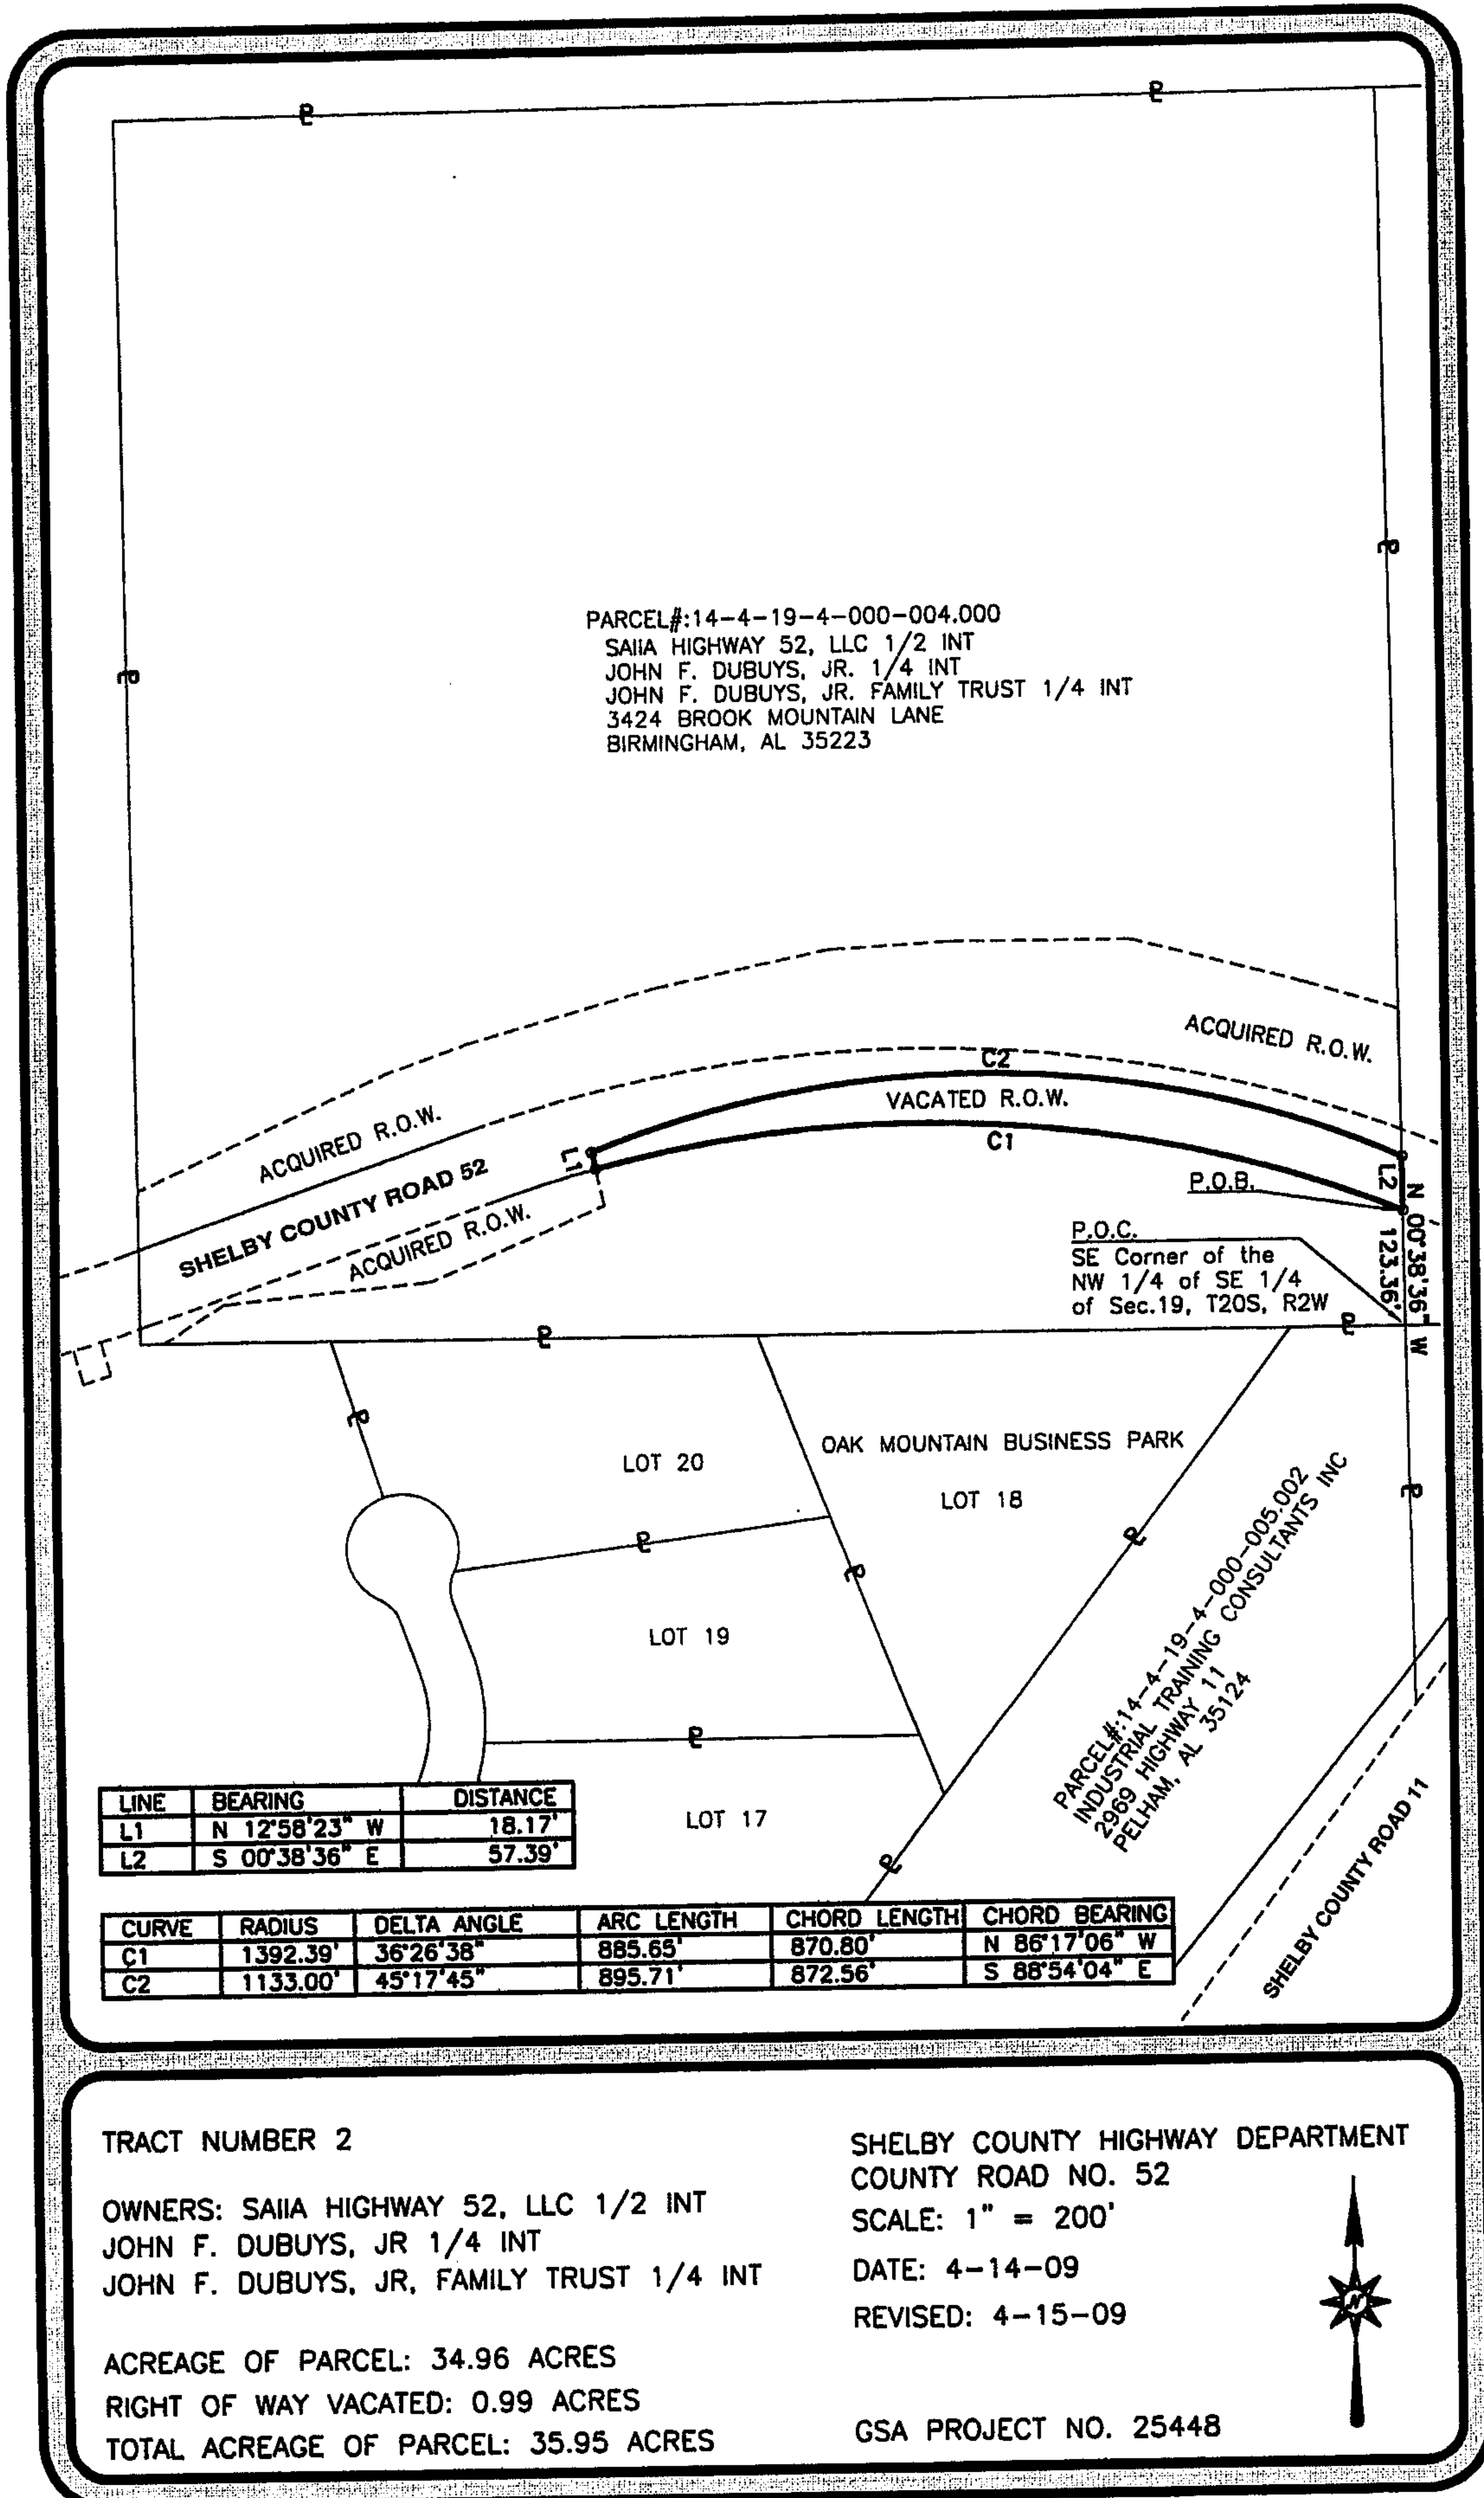 PARCEL#:14-4-19-4-000-004.000
SAIIA HIGHWAY 52, LLC 1/2 INT
JOHN F. DUBUYS, JR. 1/4 INT
JOHN F. DUBUYS, JR. FAMILY TRUST 1/4 INT
3424 BROOK MOUNTAIN LANE
BIRMINGHAM, AL 35223
ACQUIRED R.O.W.
C2
VACATED R.O.W.
C1
ACQUIRED R.O.W.
L1
SHELBY COUNTY ROAD 52
ACQUIRED R.O.W.
L2
P.O.B.
N 00°38'36" W
123.36'
P.O.C.
SE Corner of the
NW 1/4 of SE 1/4
of Sec.19, T20S, R2W
OAK MOUNTAIN BUSINESS PARK
LOT 20
LOT 18
LOT 19
LOT 17
PARCEL#:14-4-19-4-000-005.002
INDUSTRIAL TRAINING CONSULTANTS INC
2969 HIGHWAY 11
PELHAM, AL 35124
SHELBY COUNTY ROAD 11
LINE BEARING DISTANCE
L1 N 12°58'23" W 18.17'
L2 S 00°38'36" E 57.39'
CURVE RADIUS DELTA ANGLE ARC LENGTH CHORD LENGTH CHORD BEARING
C1 1392.39' 36°26'38" 885.65' 870.80' N 86°17'06" W
C2 1133.00' 45°17'45" 895.71' 872.56' S 88°54'04" E
TRACT NUMBER 2
OWNERS: SAIIA HIGHWAY 52, LLC 1/2 INT
JOHN F. DUBUYS, JR 1/4 INT
JOHN F. DUBUYS, JR, FAMILY TRUST 1/4 INT
ACREAGE OF PARCEL: 34.96 ACRES
RIGHT OF WAY VACATED: 0.99 ACRES
TOTAL ACREAGE OF PARCEL: 35.95 ACRES
SHELBY COUNTY HIGHWAY DEPARTMENT
COUNTY ROAD NO. 52
SCALE: 1" = 200'
DATE: 4-14-09
REVISED: 4-15-09
N
GSA PROJECT NO. 25448